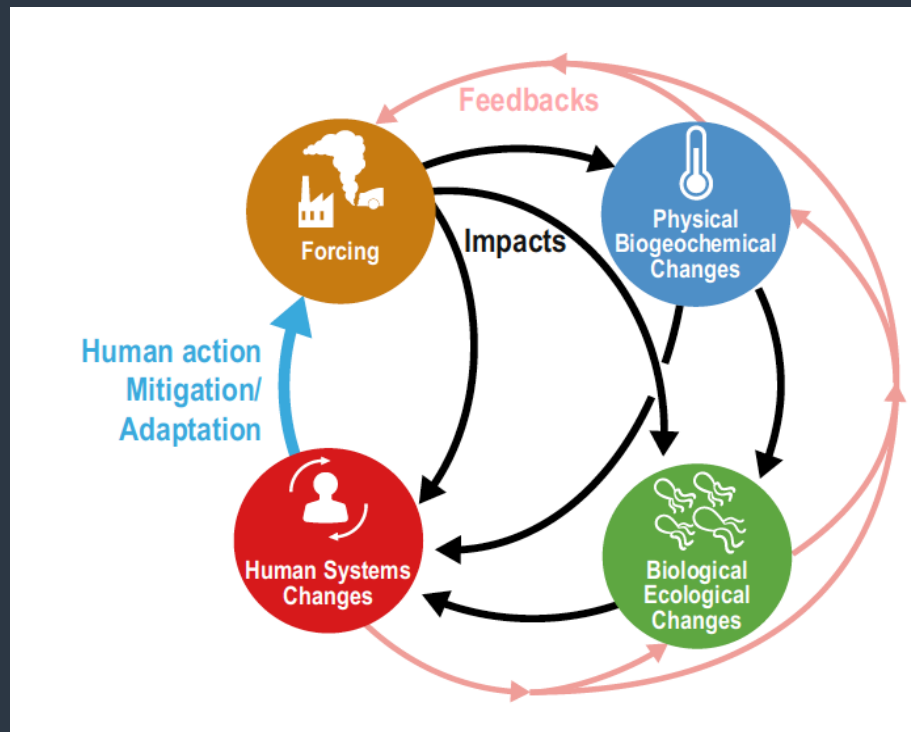 Feedbacks
Forcing
Impacts
Physical
Biogeochemical
Changes
Human action
Mitigation/
Adaptation
Human Systems
Changes
Biological
Ecological
Changes